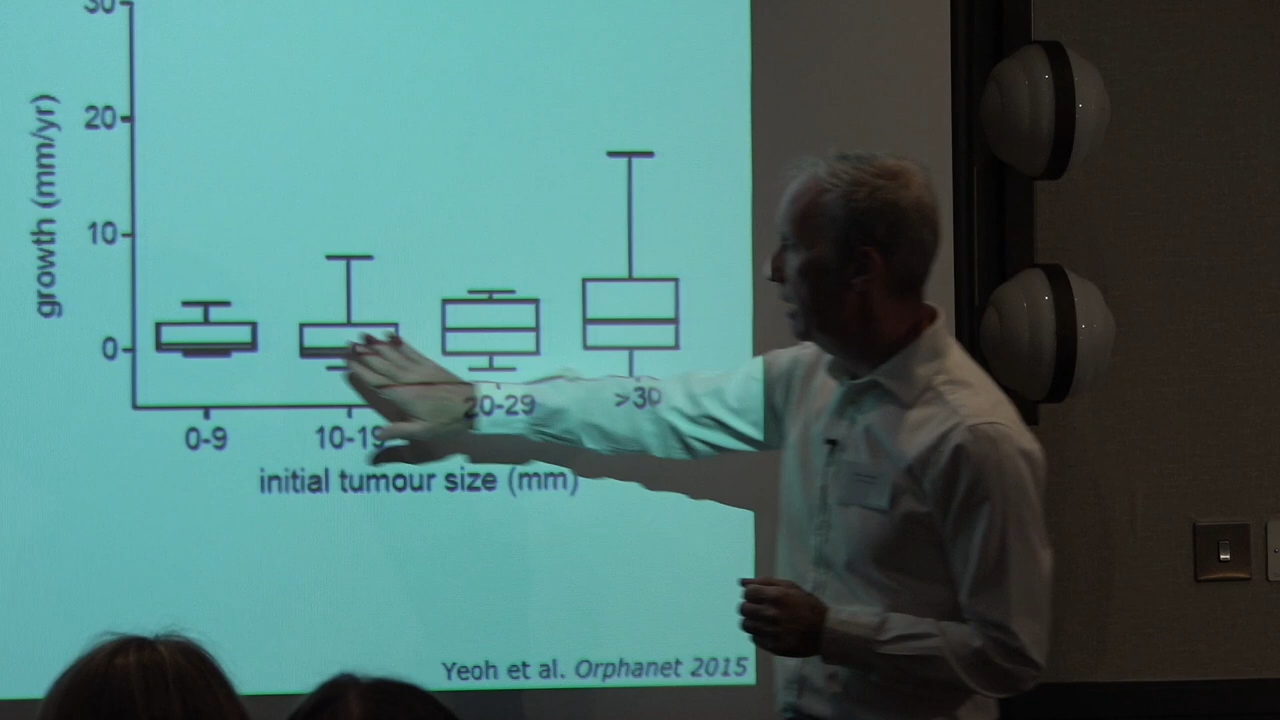 30
20
10
0
growth (mm/yr)
0-9
10-19
20-29
>30
initial tumour size (mm)
Yeoh et al. Orphanet 2015